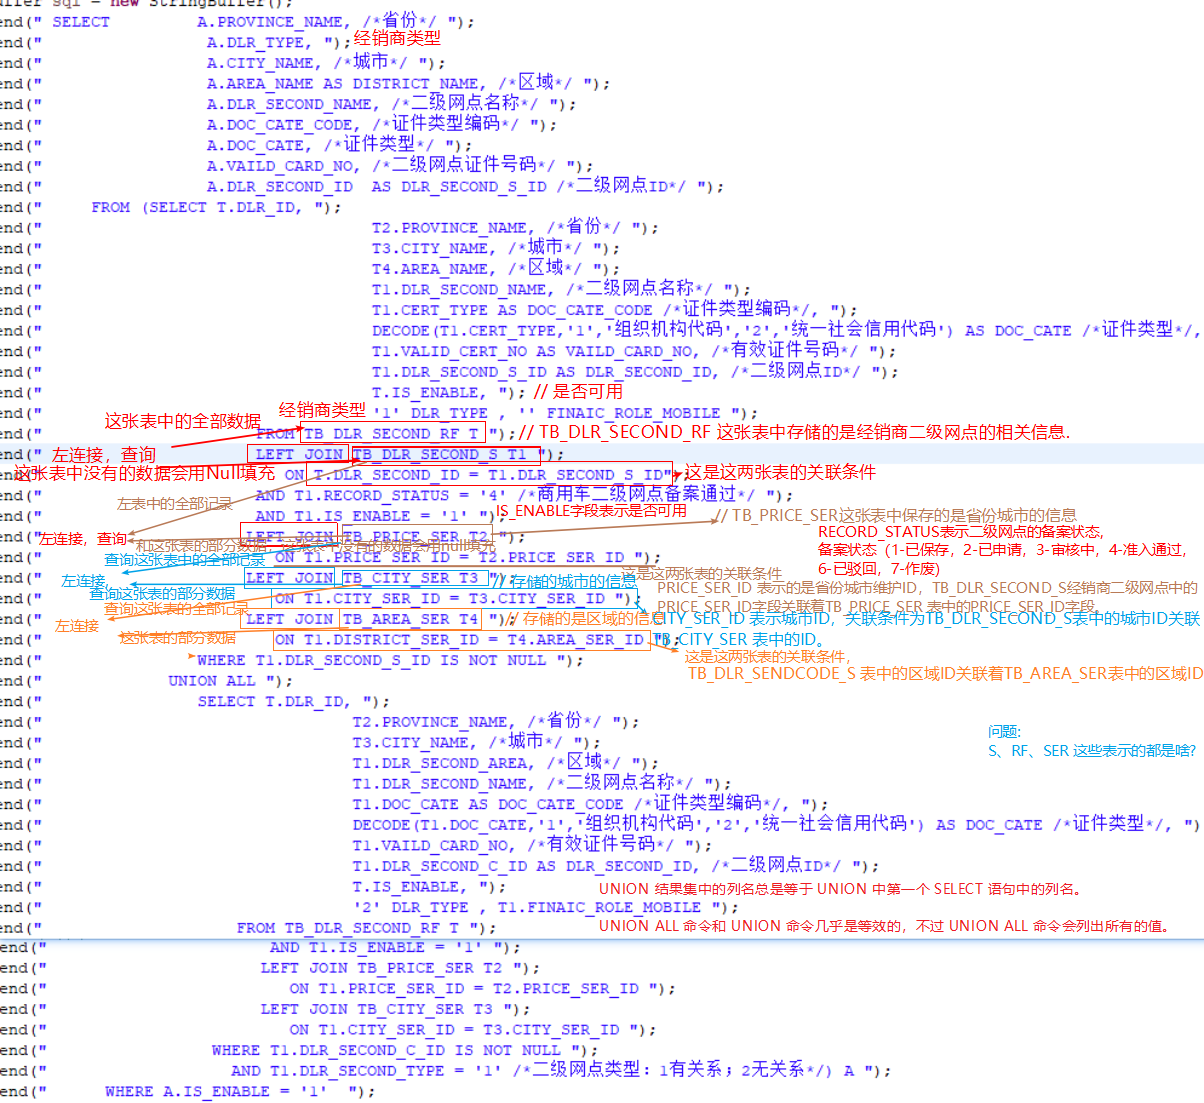 uffer sql = new StringBuffer();
end(" SELECT A.PROVINCE_NAME, /*省份*/ ");
end(" A.DLR_TYPE, "); 经销商类型
end(" A.CITY_NAME, /*城市*/ ");
end(" A.AREA_NAME AS DISTRICT_NAME, /*区域*/ ");
end(" A.DLR_SECOND_NAME, /*二级网点名称*/ ");
end(" A.DOC_CATE_CODE, /*证件类型编码*/ ");
end(" A.DOC_CATE, /*证件类型*/ ");
end(" A.VAILD_CARD_NO, /*二级网点证件号码*/ ");
end(" A.DLR_SECOND_ID AS DLR_SECOND_S_ID /*二级网点ID*/ ");
end(" FROM (SELECT T.DLR_ID, ");
end(" T2.PROVINCE_NAME, /*省份*/ ");
end(" T3.CITY_NAME, /*城市*/ ");
end(" T4.AREA_NAME, /*区域*/ ");
end(" T1.DLR_SECOND_NAME, /*二级网点名称*/ ");
end(" T1.CERT_TYPE AS DOC_CATE_CODE /*证件类型编码*/, ");
end(" DECODE(T1.CERT_TYPE,'1','组织机构代码','2','统一社会信用代码') AS DOC_CATE /*证件类型*/,
end(" T1.VALID_CERT_NO AS VAILD_CARD_NO, /*有效证件号码*/ ");
end(" T1.DLR_SECOND_S_ID AS DLR_SECOND_ID, /*二级网点ID*/ ");
end(" T.IS_ENABLE, "); // 是否可用
经销商类型
end(" '1' DLR_TYPE , '' FINAIC_ROLE_MOBILE ");
这张表中的全部数据
end(" FROM TB_DLR_SECOND_RF T "); // TB_DLR_SECOND_RF 这张表中存储的是经销商二级网点的相关信息.
end(" LEFT JOIN TB_DLR_SECOND_S T1 ");
左连接，查询
这张表中没有的数据会用Null填充
end(" ON T.DLR_SECOND_ID = T1.DLR_SECOND_S_ID"; 这是这两张表的关联条件
end(" AND T1.RECORD_STATUS = '4' /*商用车二级网点备案通过*/ ");
左表中的全部记录
end(" AND T1.IS_ENABLE = '1' ");
IS_ENABLE字段表示是否可用
// TB_PRICE_SER这张表中保存的是省份城市的信息
end(" LEFT JOIN TB_PRICE_SER T2 ");
左连接，查询
和这张表的部分数据，这张表中没有的数据会用null填充
RECORD_STATUS表示二级网点的备案状态,
备案状态（1-已保存，2-已申请，3-审核中，4-准入通过，
6-已驳回，7-作废)
end(" ON T1.PRICE_SER_ID = T2.PRICE_SER_ID ");
查询这张表中的全部记录
这是这两张表的关联条件
end(" LEFT JOIN TB_CITY_SER T3 "); // 存储的城市的信息
左连接，
查询这张表的部分数据
PRICE_SER_ID 表示的是省份城市维护ID，TB_DLR_SECOND_S经销商二级网点中的
PRICE_SER_ID字段关联着TB_PRICE_SER 表中的PRICE_SER_ID字段.
end(" ON T1.CITY_SER_ID = T3.CITY_SER_ID ");
查询这张表的全部记录
end(" LEFT JOIN TB_AREA_SER T4 "); // 存储的是区域的信息
左连接
CITY_SER_ID 表示城市ID，关联条件为TB_DLR_SECOND_S表中的城市ID关联
TB_CITY_SER 表中的ID。
end(" ON T1.DISTRICT_SER_ID = T4.AREA_SER_ID ");
这张表的部分数据
这是这两张表的关联条件，
TB_DLR_SENDCODE_S 表中的区域ID关联着TB_AREA_SER表中的区域ID
end(" WHERE T1.DLR_SECOND_S_ID IS NOT NULL ");
end(" UNION ALL ");
end(" SELECT T.DLR_ID, ");
end(" T2.PROVINCE_NAME, /*省份*/ ");
end(" T3.CITY_NAME, /*城市*/ ");
问题:
S、RF、SER 这些表示的都是啥?
end(" T1.DLR_SECOND_AREA, /*区域*/ ");
end(" T1.DLR_SECOND_NAME, /*二级网点名称*/ ");
end(" T1.DOC_CATE AS DOC_CATE_CODE /*证件类型编码*/, ");
end(" DECODE(T1.DOC_CATE,'1','组织机构代码','2','统一社会信用代码') AS DOC_CATE /*证件类型*/, ")
end(" T1.VAILD_CARD_NO, /*有效证件号码*/ ");
end(" T1.DLR_SECOND_C_ID AS DLR_SECOND_ID, /*二级网点ID*/ ");
end(" T.IS_ENABLE, ");
UNION 结果集中的列名总是等于 UNION 中第一个 SELECT 语句中的列名。
end(" '2' DLR_TYPE , T1.FINAIC_ROLE_MOBILE ");
end(" FROM TB_DLR_SECOND_RF T ");
UNION ALL 命令和 UNION 命令几乎是等效的，不过 UNION ALL 命令会列出所有的值。
end(" AND T1.IS_ENABLE = '1' ");
end(" LEFT JOIN TB_PRICE_SER T2 ");
end(" ON T1.PRICE_SER_ID = T2.PRICE_SER_ID ");
end(" LEFT JOIN TB_CITY_SER T3 ");
end(" ON T1.CITY_SER_ID = T3.CITY_SER_ID ");
end(" WHERE T1.DLR_SECOND_C_ID IS NOT NULL ");
end(" AND T1.DLR_SECOND_TYPE = '1' /*二级网点类型：1有关系；2无关系*/) A ");
end(" WHERE A.IS_ENABLE = '1' ");